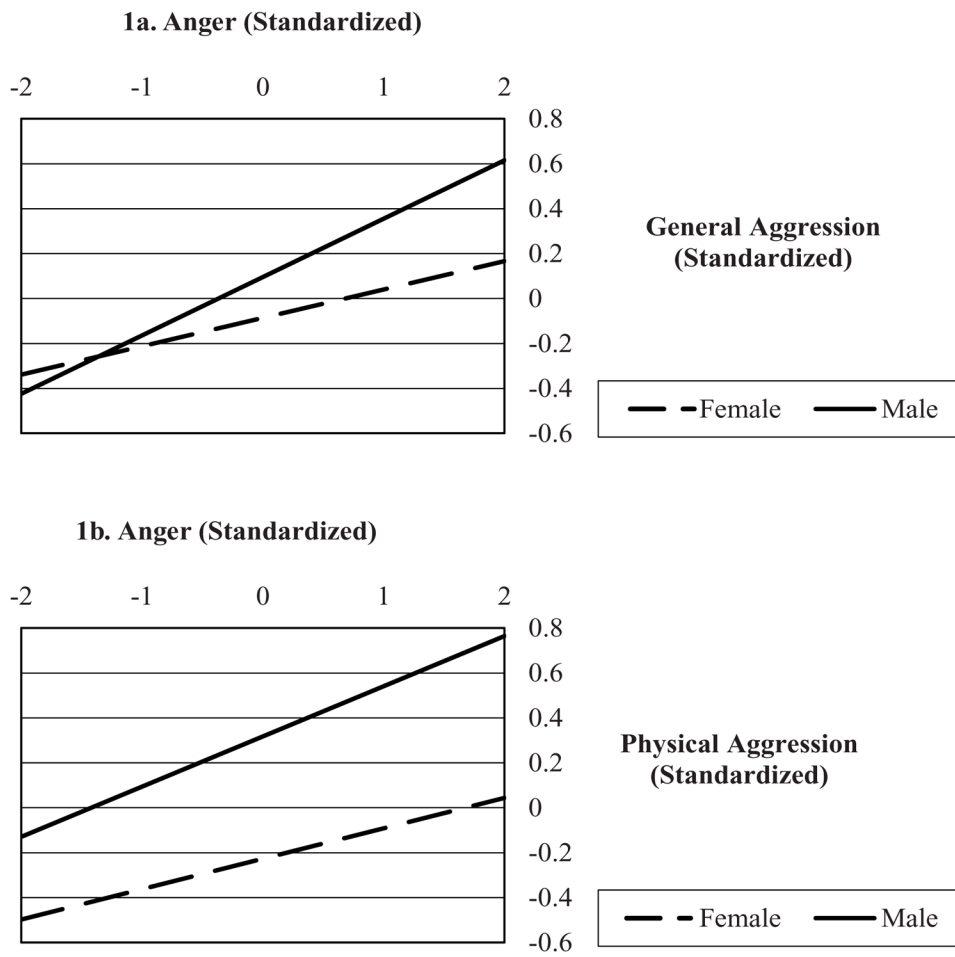 1a. Anger (Standardized)
-2 -1 0 1 2
0.8
0.6
0.4
0.2
0
-0.2
-0.4
-0.6
General Aggression
(Standardized)
Female Male
1b. Anger (Standardized)
-2 -1 0 1 2
0.8
0.6
0.4
0.2
0
-0.2
-0.4
-0.6
Physical Aggression
(Standardized)
Female Male